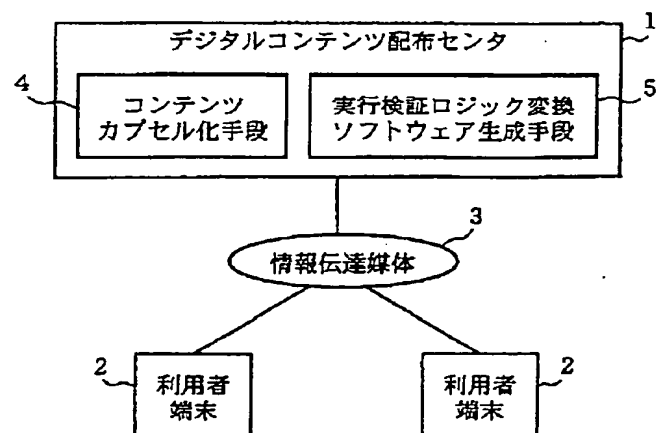 デジタルコンテンツ配布センタ
1
4
コンテンツ
カプセル化手段
実行検証ロジック変換
ソフトウェア生成手段
5
3
情報伝達媒体
2
利用者
端末
利用者
端末
2